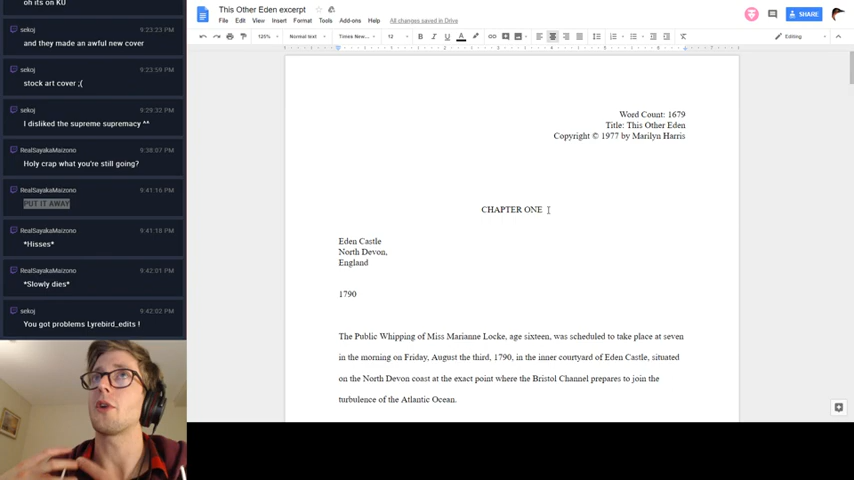 oh its on KU
sekoj 9:23:23 PM
and they made an awful new cover
sekoj 9:23:59 PM
stock art cover ;(
sekoj 9:29:32 PM
I disliked the supreme supremacy ^^
RealSayakaMaizono 9:38:07 PM
Holy crap what you're still going?
RealSayakaMaizono 9:41:16 PM
PUT IT AWAY
RealSayakaMaizono 9:41:18 PM
*Hisses*
RealSayakaMaizono 9:42:01 PM
*Slowly dies*
sekoj 9:42:02 PM
You got problems Lyrebird_edits !
This Other Eden excerpt
File Edit View Insert Format Tools Add-ons Help All changes saved in Drive
SHARE
125% Normal text Times New... 12 B I U A Editing
Word Count: 1679
Title: This Other Eden
Copyright © 1977 by Marilyn Harris
CHAPTER ONE
Eden Castle
North Devon,
England
1790
The Public Whipping of Miss Marianne Locke, age sixteen, was scheduled to take place at seven
in the morning on Friday, August the third, 1790, in the inner courtyard of Eden Castle, situated
on the North Devon coast at the exact point where the Bristol Channel prepares to join the
turbulence of the Atlantic Ocean.